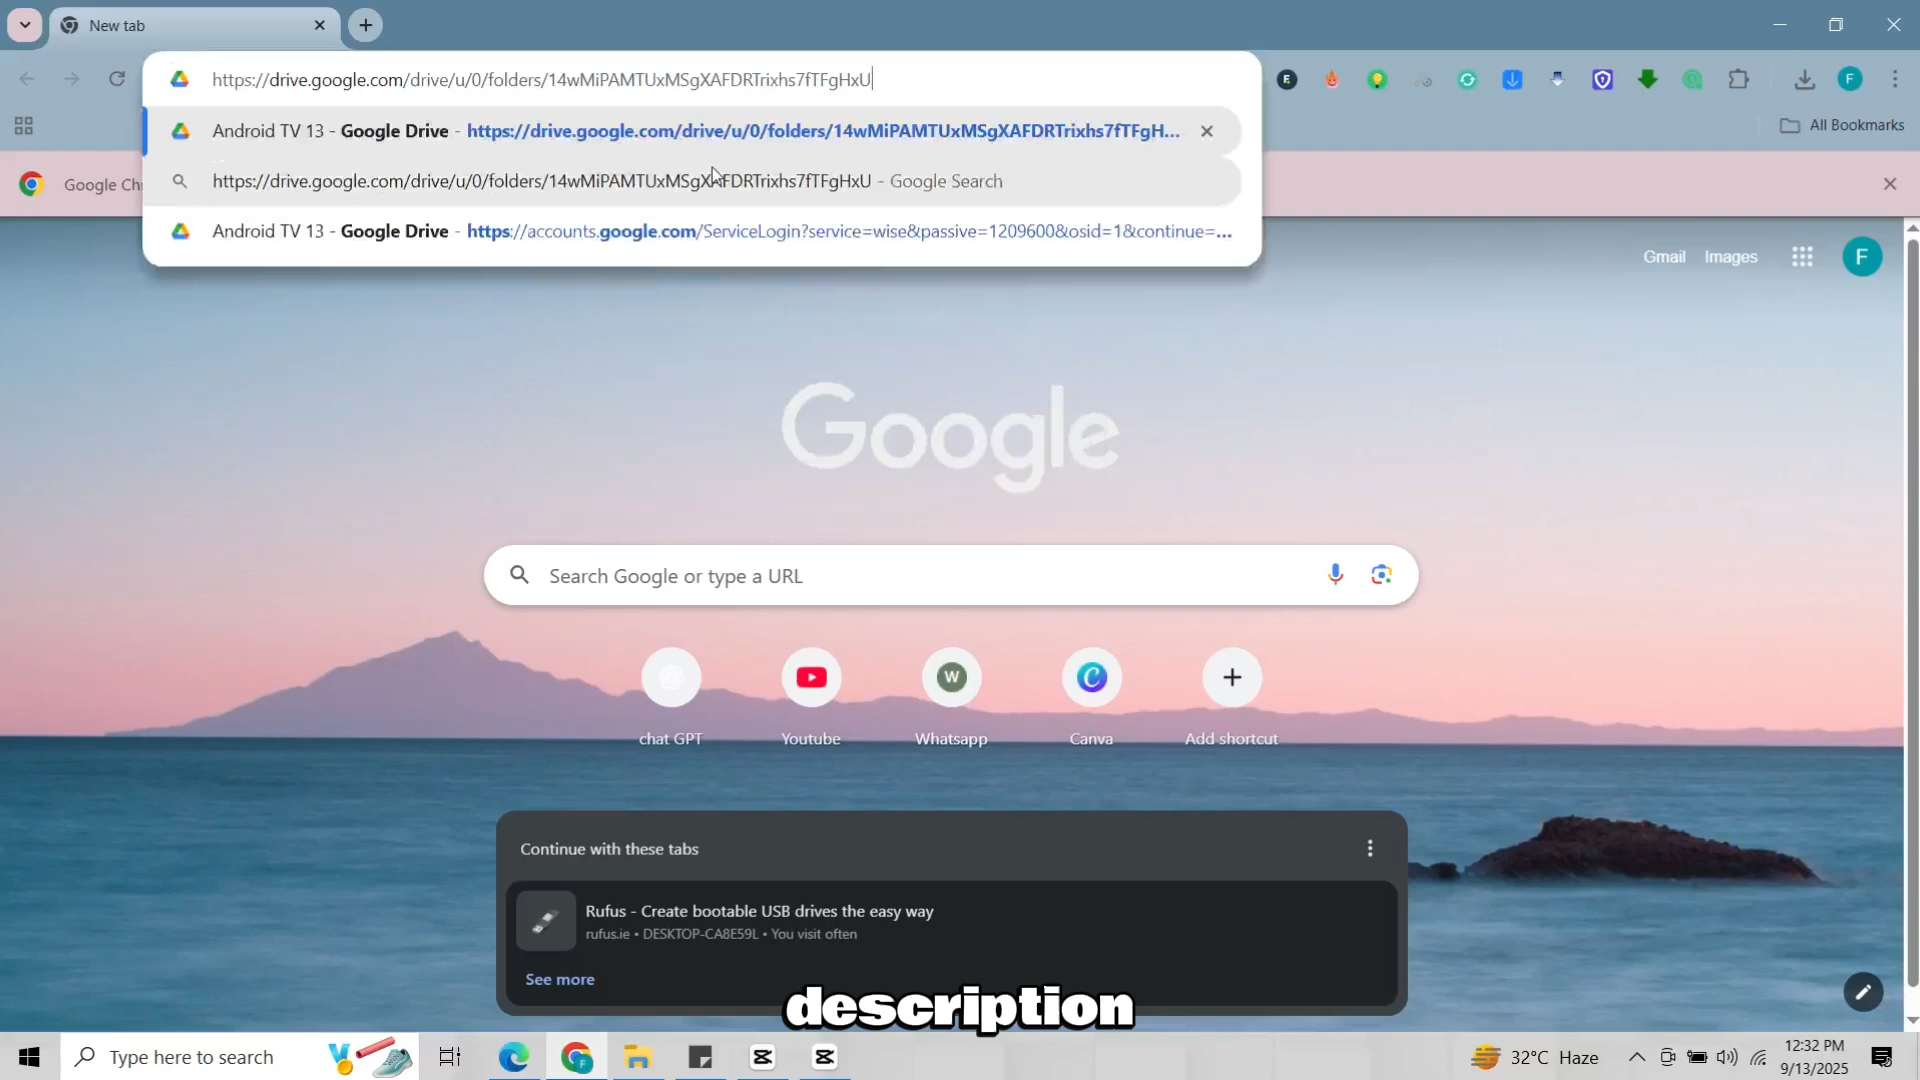 New tab
https://drive.google.com/drive/u/0/folders/14wMiPAMTUxMSgXAFDRTrixhs7fTFgHxU
F
All Bookmarks
Android TV 13 - Google Drive - https://drive.google.com/drive/u/0/folders/14wMiPAMTUxMSgXAFDRTrixhs7fTFgH...
https://drive.google.com/drive/u/0/folders/14wMiPAMTUxMSgXAFDRTrixhs7fTFgHxU - Google Search
Google Ch
Android TV 13 - Google Drive - https://accounts.google.com/ServiceLogin?service=wise&passive=1209600&osid=1&continue=...
Gmail Images F
Google
Search Google or type a URL
W
chat GPT Youtube Whatsapp Canva Add shortcut
Continue with these tabs
Rufus - Create bootable USB drives the easy way
rufus.ie • DESKTOP-CA8E59L • You visit often
See more
description
Type here to search
32°C Haze
12:32 PM
9/13/2025